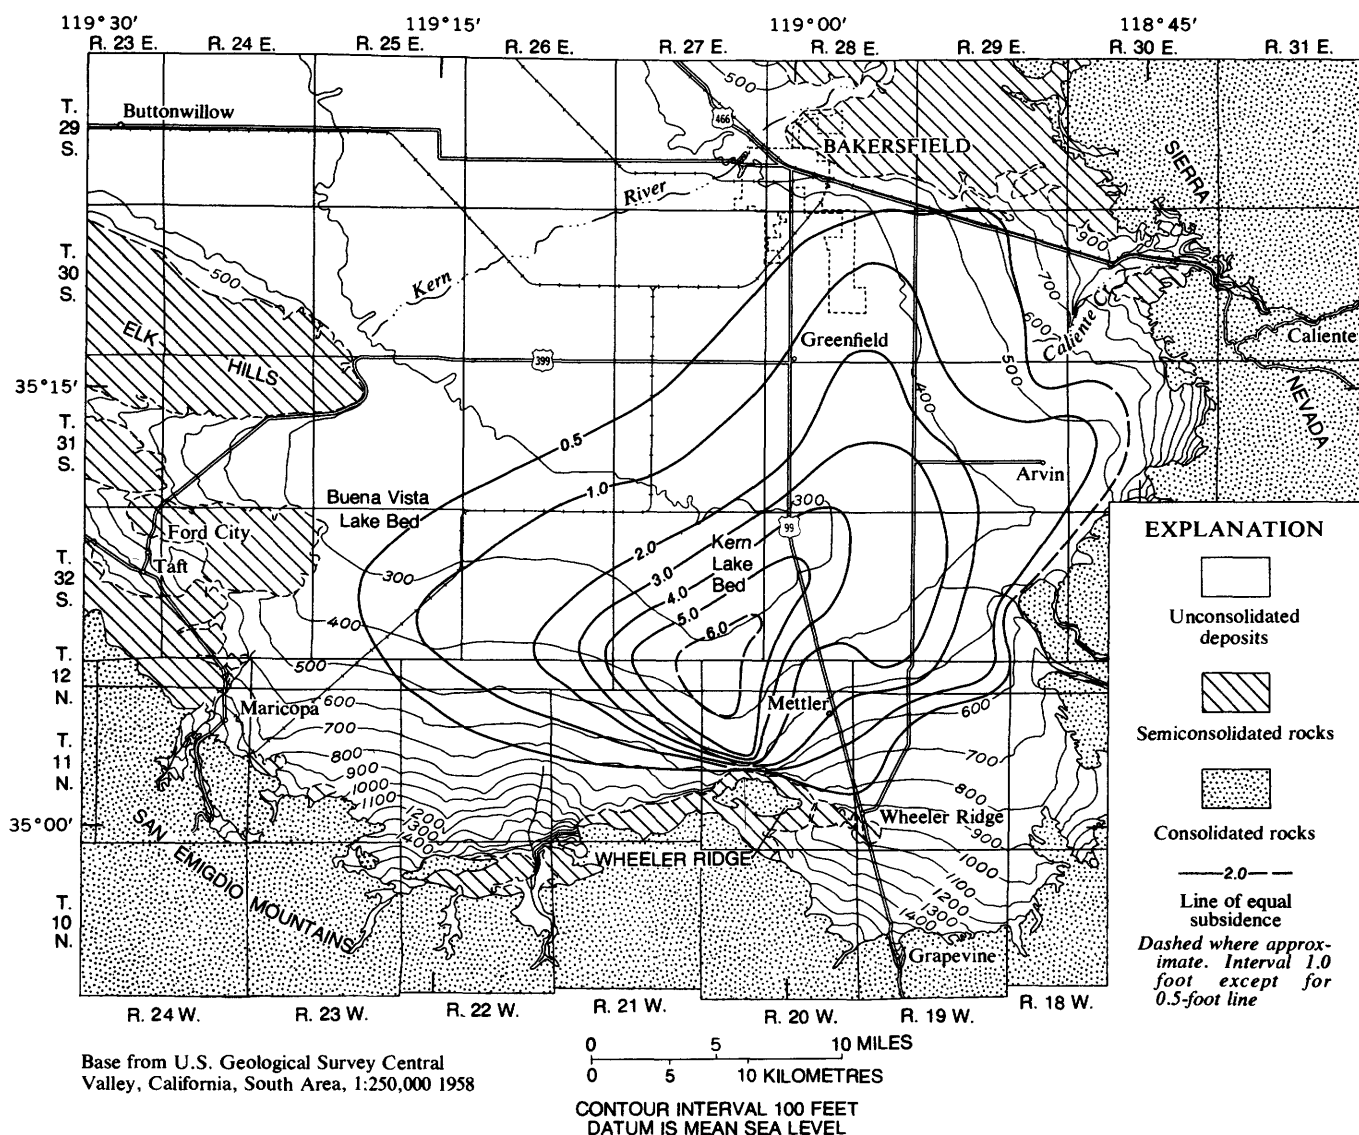 119°30′ 119°15′ 119°00′ 118°45′
R. 23 E. R. 24 E. R. 25 E. R. 26 E. R. 27 E. R. 28 E. R. 29 E. R. 30 E. R. 31 E.
T.
29
S.
Buttonwillow
466
500
BAKERSFIELD
SIERRA
River
Kern
T.
30
S.
500
900
700
600
Caliente Cr
Caliente
ELK
HILLS
399
Greenfield
500
400
NEVADA
35°15′
T.
31
S.
0.5
1.0
Arvin
Buena Vista
Lake Bed
300
99
Ford City
Taft
T.
32
S.
300
400
2.0
3.0
4.0
5.0
6.0
Kern
Lake
Bed
T.
12
N.
500
600
700
800
900
1000
1100
1200
1300
1400
Maricopa
Mettler
600
700
800
900
1000
1100
1200
1300
1400
T.
11
N.
35°00′
Wheeler Ridge
WHEELER RIDGE
SAN EMIGDIO MOUNTAINS
T.
10
N.
Grapevine
R. 24 W. R. 23 W. R. 22 W. R. 21 W. R. 20 W. R. 19 W. R. 18 W.
EXPLANATION
Unconsolidated
deposits
Semiconsolidated rocks
Consolidated rocks
2.0
Line of equal
subsidence
Dashed where approx-
imate. Interval 1.0
foot except for
0.5-foot line
Base from U.S. Geological Survey Central
Valley, California, South Area, 1:250,000 1958
0 5 10 MILES
0 5 10 KILOMETRES
CONTOUR INTERVAL 100 FEET
DATUM IS MEAN SEA LEVEL